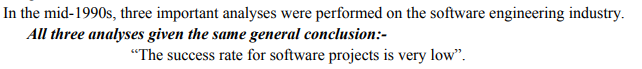 In the mid-1990s, three important analyses were performed on the software engineering industry.
All three analyses given the same general conclusion:-
“The success rate for software projects is very low”.